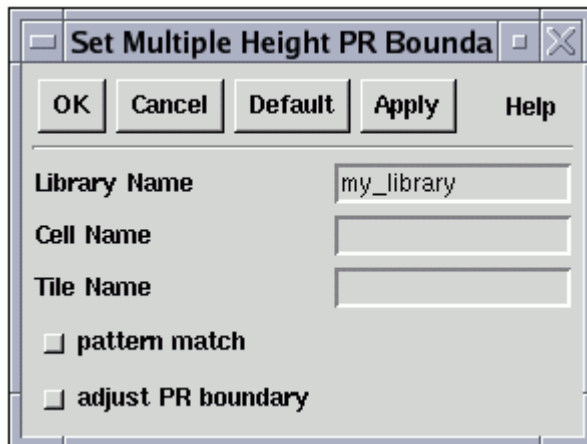 Set Multiple Height PR Bounda
OK Cancel Default Apply Help
Library Name my_library
Cell Name
Tile Name
pattern match
adjust PR boundary